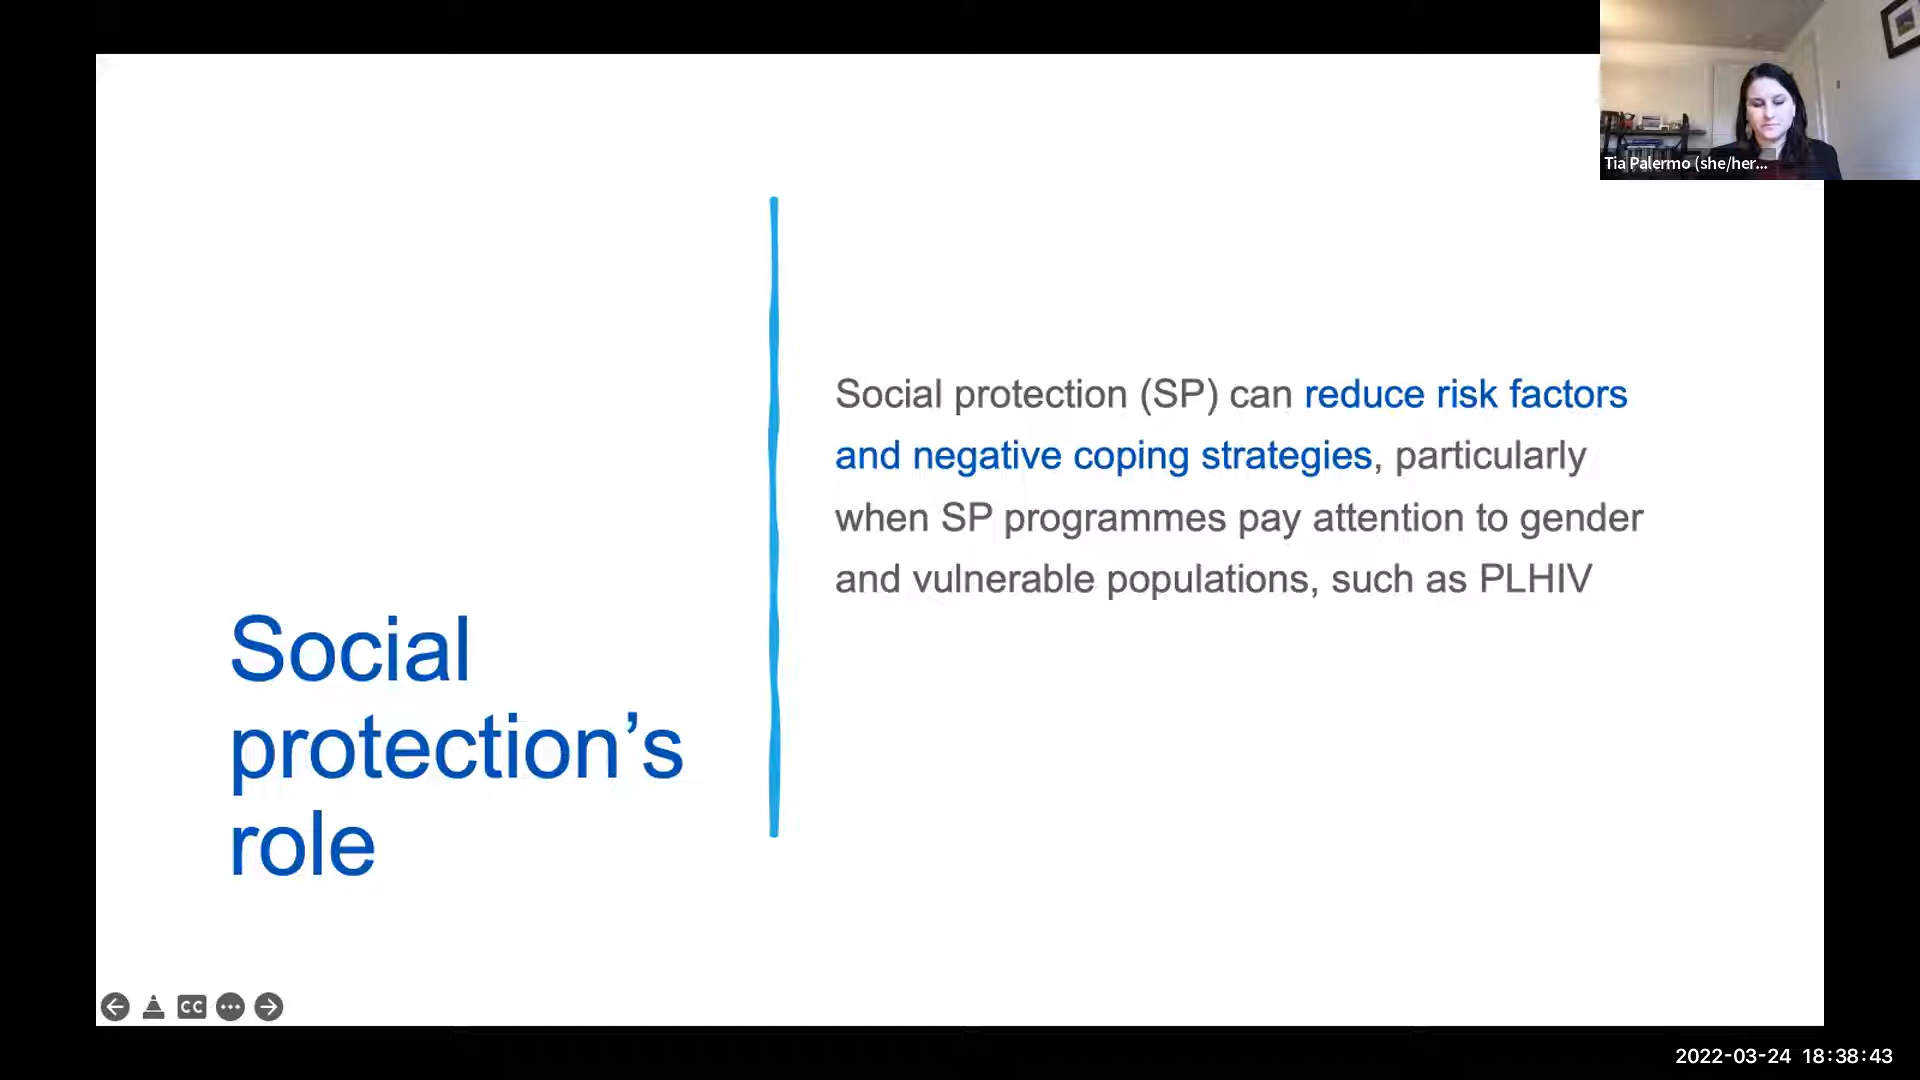 Tia Palermo (she/her...
Social protection (SP) can reduce risk factors
and negative coping strategies, particularly
when SP programmes pay attention to gender
and vulnerable populations, such as PLHIV
Social
protection’s
role
CC
2022-03-24 18:38:43